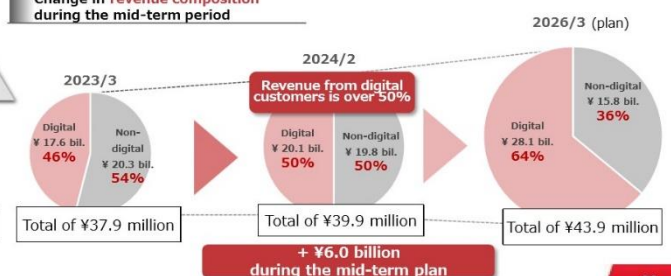 Change in revenue composition
during the mid-term period
2023/3
Digital
¥ 17.6 bil.
46%
Non-
digital
¥ 20.3 bil.
54%
Total of ¥37.9 million
2024/2
Revenue from digital
customers is over 50%
Digital
¥ 20.1 bil.
50%
Non-digital
¥ 19.8 bil.
50%
Total of ¥39.9 million
2026/3 (plan)
Digital
¥ 28.1 bil.
64%
Non-digital
¥ 15.8 bil.
36%
Total of ¥43.9 million
+ ¥6.0 billion
during the mid-term plan